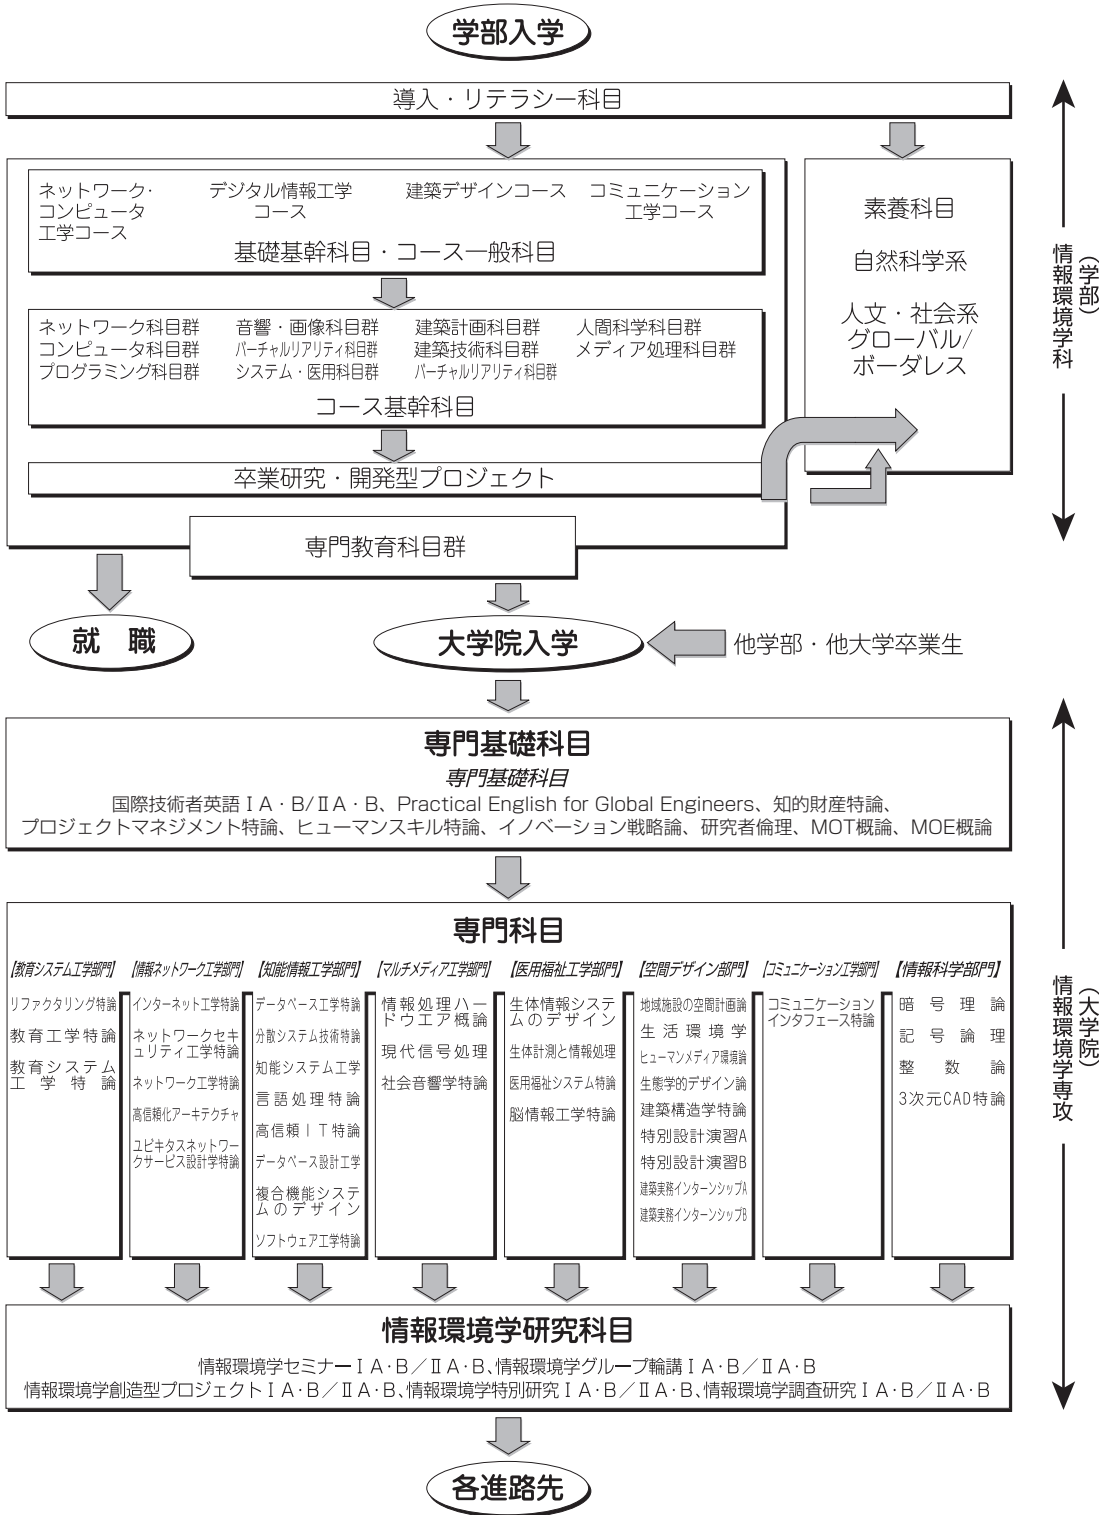 学部入学
導入・リテラシー科目
ネットワーク・
コンピュータ
工学コース
デジタル情報工学
コース
建築デザインコース
コミュニケーション
工学コース
基礎基幹科目・コース一般科目
ネットワーク科目群
コンピュータ科目群
プログラミング科目群
音響・画像科目群
バーチャルリアリティ科目群
システム・医用科目群
建築計画科目群
建築技術科目群
バーチャルリアリティ科目群
人間科学科目群
メディア処理科目群
コース基幹科目
卒業研究・開発型プロジェクト
専門教育科目群
素養科目
自然科学系
人文・社会系
グローバル/
ボーダレス
(学部)
情報環境学科
就 職
大学院入学
他学部・他大学卒業生
専門基礎科目
専門基礎科目
国際技術者英語ⅠA・B/ⅡA・B、Practical English for Global Engineers、知的財産特論、
プロジェクトマネジメント特論、ヒューマンスキル特論、イノベーション戦略論、研究者倫理、MOT概論、MOE概論
専門科目
【教育システム工学部門】
リファクタリング特論
教育工学特論
教育システム
工学特論
【情報ネットワーク工学部門】
インターネット工学特論
ネットワークセキ
ュリティ工学特論
ネットワーク工学特論
高信頼化アーキテクチャ
ユビキタスネットワー
クサービス設計学特論
【知能情報工学部門】
データベース工学特論
分散システム技術特論
知能システム工学
言語処理特論
高信頼IT特論
データベース設計工学
複合機能システ
ムのデザイン
ソフトウェア工学特論
【マルチメディア工学部門】
情報処理ハー
ドウエア概論
現代信号処理
社会音響学特論
【医用福祉工学部門】
生体情報システ
ムのデザイン
生体計測と情報処理
医用福祉システム特論
脳情報工学特論
【空間デザイン部門】
地域施設の空間計画論
生活環境学
ヒューマンメディア環境論
生態学的デザイン論
建築構造学特論
特別設計演習A
特別設計演習B
建築実務インターンシップA
建築実務インターンシップB
【コミュニケーション工学部門】
コミュニケーション
インタフェース特論
【情報科学部門】
暗号理論
記号論理
整数論
3次元CAD特論
情報環境学研究科目
情報環境学セミナーⅠA・B/ⅡA・B、情報環境学グループ輪講ⅠA・B/ⅡA・B
情報環境学創造型プロジェクトⅠA・B/ⅡA・B、情報環境学特別研究ⅠA・B/ⅡA・B、情報環境学調査研究ⅠA・B/ⅡA・B
(大学院)
情報環境学専攻
各進路先